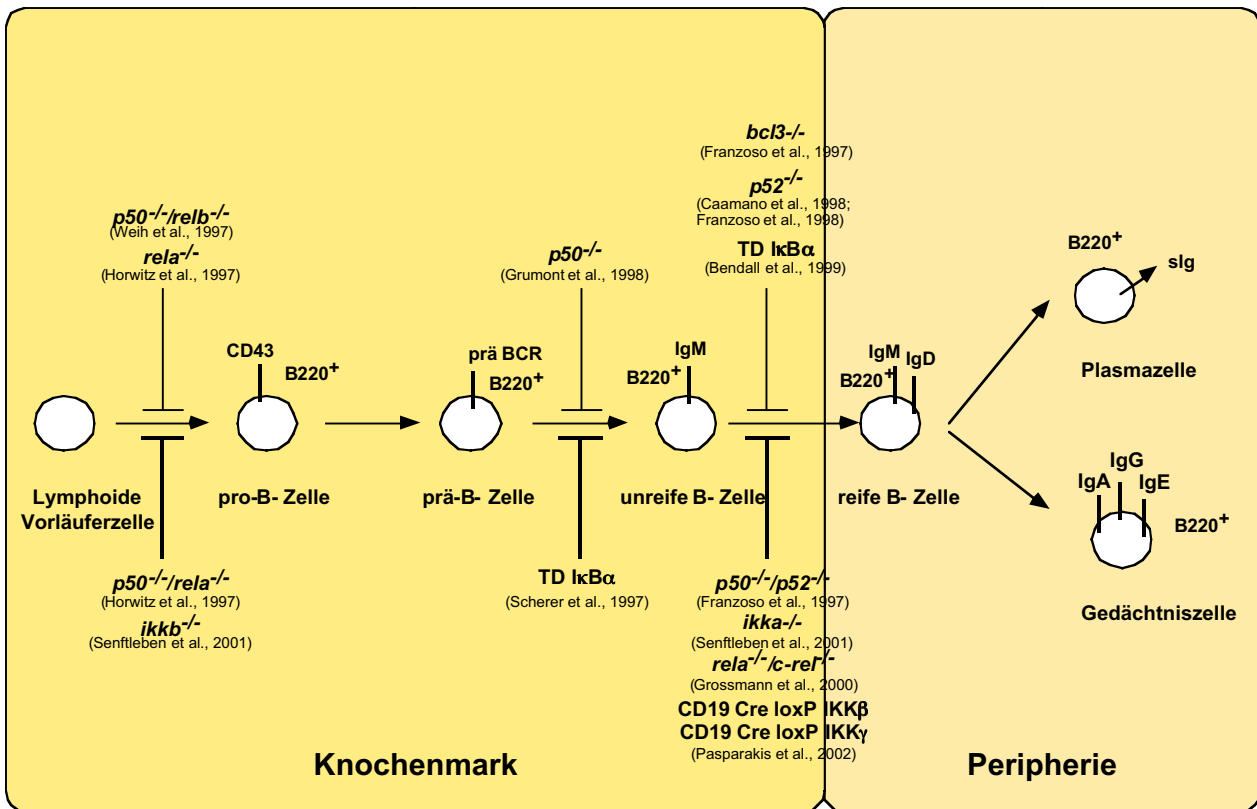 bcl3-/-
(Franzoso et al., 1997)
p52-/-
(Caamano et al., 1998;
Franzoso et al., 1998)
TD IκBα
(Bendall et al., 1999)
p50-/-/relb-/-
(Weih et al., 1997)
rela-/-
(Horwitz et al., 1997)
p50-/-
(Grumont et al., 1998)
B220+
sIg
Plasmazelle
CD43
B220+
prä BCR
B220+
IgM
B220+
IgM
IgD
B220+
Lymphoide
Vorläuferzelle
pro-B- Zelle
prä-B- Zelle
unreife B- Zelle
reife B- Zelle
IgG
IgA
IgE
B220+
Gedächtniszelle
p50-/-/rela-/-
(Horwitz et al., 1997)
ikkb-/-
(Senftleben et al., 2001)
TD IκBα
(Scherer et al., 1997)
p50-/-/p52-/-
(Franzoso et al., 1997)
ikka-/-
(Senftleben et al., 2001)
rela-/-/c-rel-/-
(Grossmann et al., 2000)
CD19 Cre loxP IKKβ
CD19 Cre loxP IKKγ
(Pasparakis et al., 2002)
Knochenmark
Peripherie